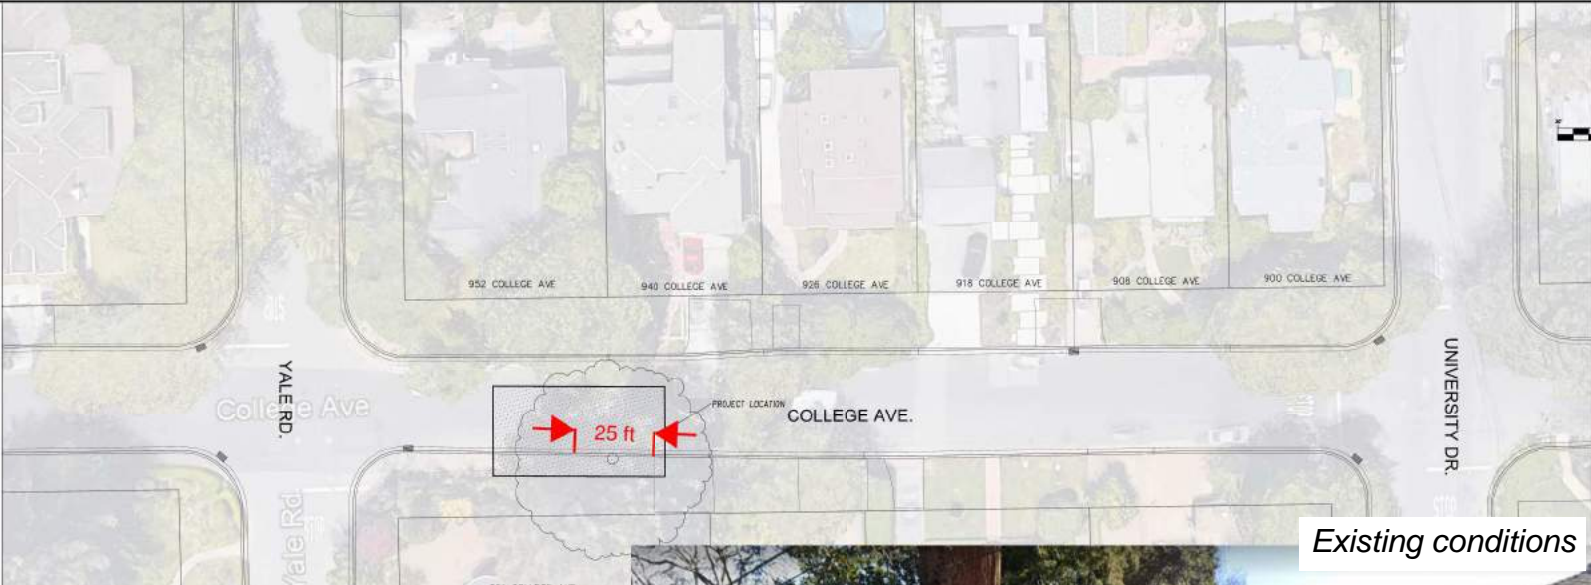 952 COLLEGE AVE
940 COLLEGE AVE
926 COLLEGE AVE
918 COLLEGE AVE
908 COLLEGE AVE
900 COLLEGE AVE
YALE RD.
College Ave
25 ft
PROJECT LOCATION
COLLEGE AVE.
UNIVERSITY DR.
Yale Rd
Existing conditions